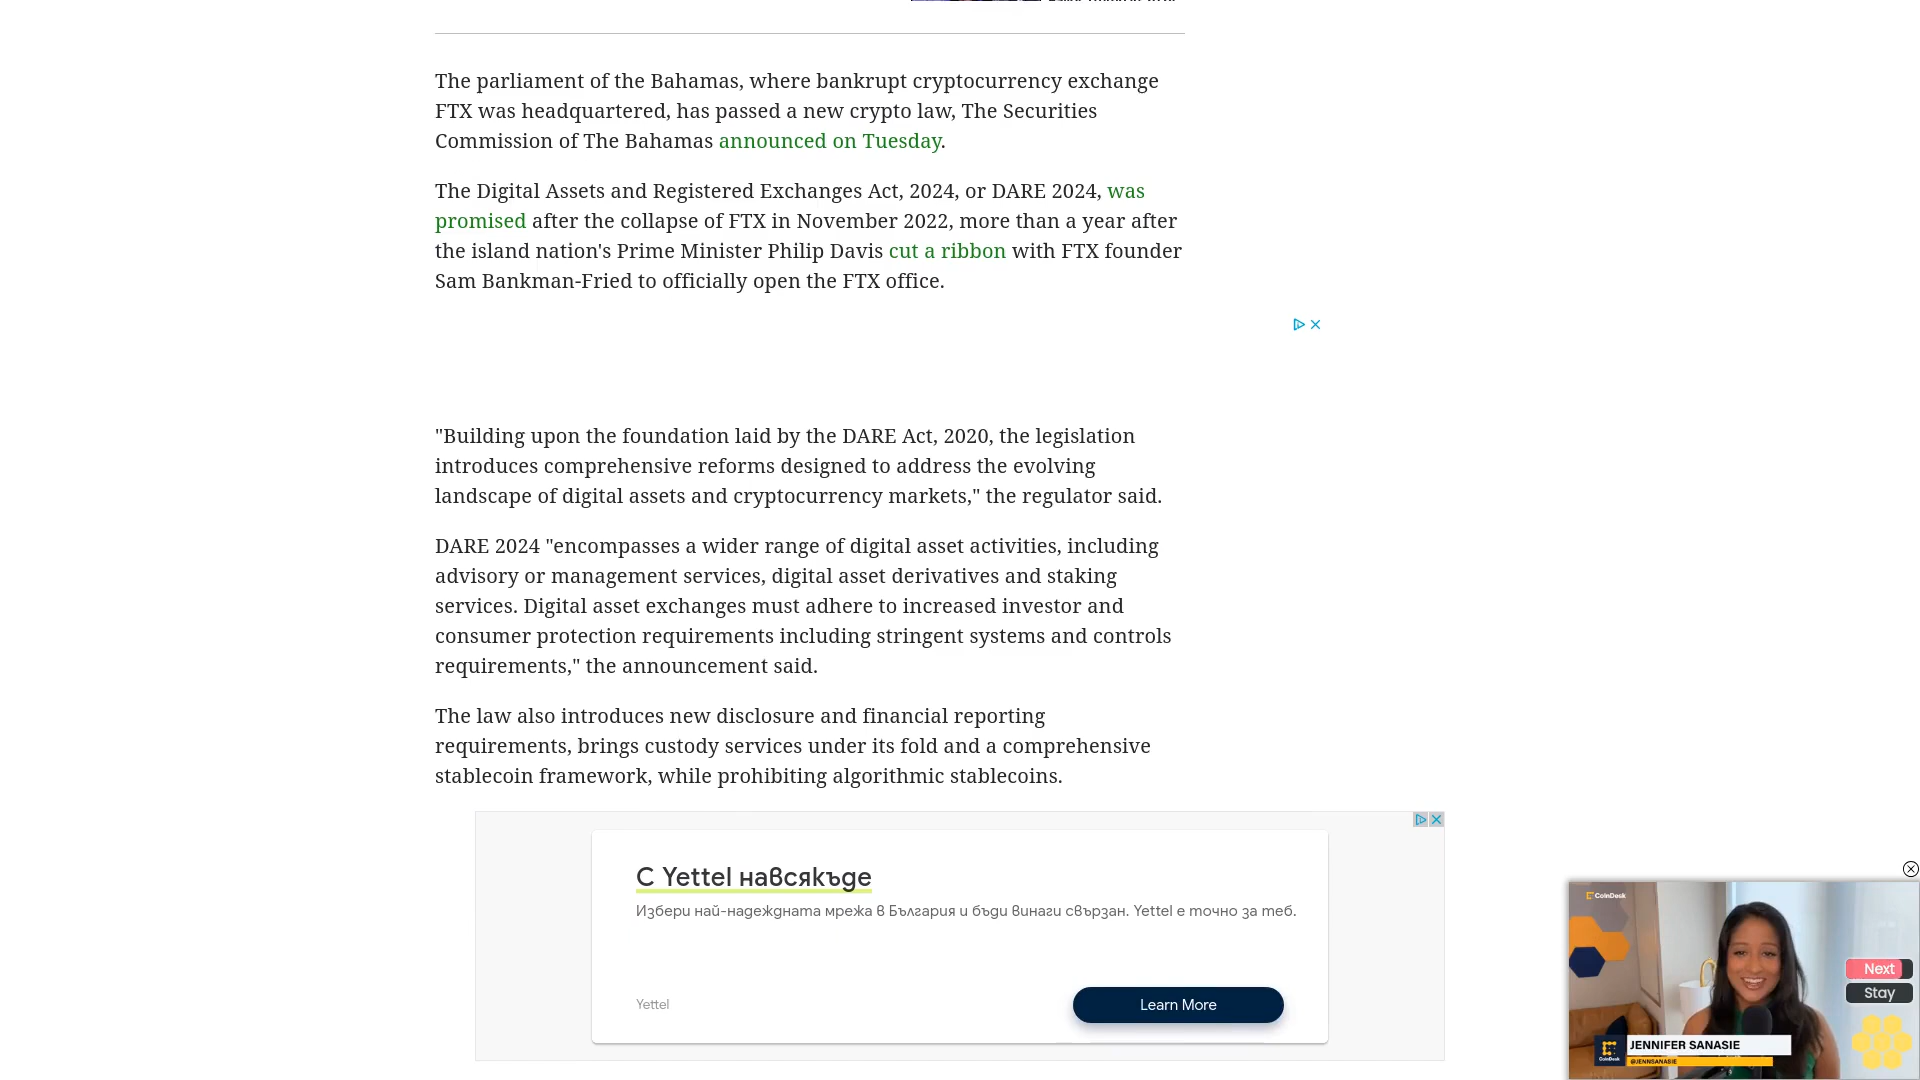 The parliament of the Bahamas, where bankrupt cryptocurrency exchange
FTX was headquartered, has passed a new crypto law, The Securities
Commission of The Bahamas announced on Tuesday.
The Digital Assets and Registered Exchanges Act, 2024, or DARE 2024, was
promised after the collapse of FTX in November 2022, more than a year after
the island nation's Prime Minister Philip Davis cut a ribbon with FTX founder
Sam Bankman-Fried to officially open the FTX office.
"Building upon the foundation laid by the DARE Act, 2020, the legislation
introduces comprehensive reforms designed to address the evolving
landscape of digital assets and cryptocurrency markets," the regulator said.
DARE 2024 "encompasses a wider range of digital asset activities, including
advisory or management services, digital asset derivatives and staking
services. Digital asset exchanges must adhere to increased investor and
consumer protection requirements including stringent systems and controls
requirements," the announcement said.
The law also introduces new disclosure and financial reporting
requirements, brings custody services under its fold and a comprehensive
stablecoin framework, while prohibiting algorithmic stablecoins.
С Yettel навсякъде
Избери най-надеждната мрежа в България и бъди винаги свързан. Yettel е точно за теб.
Yettel
Learn More
CoinDesk
Next
Stay
JENNIFER SANASIE
CoinDesk
@JENNSANASIE